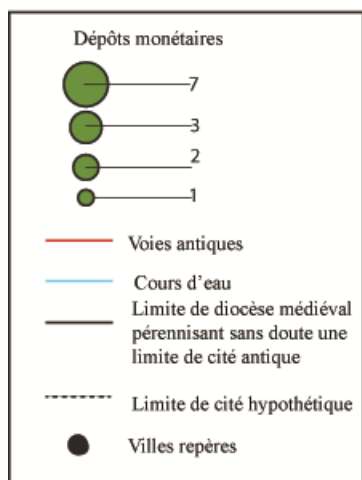 Dépôts monétaires
7
3
2
1
Voies antiques
Cours d'eau
Limite de diocèse médiéval
pérennisant sans doute une
limite de cité antique
Limite de cité hypothétique
Villes repères